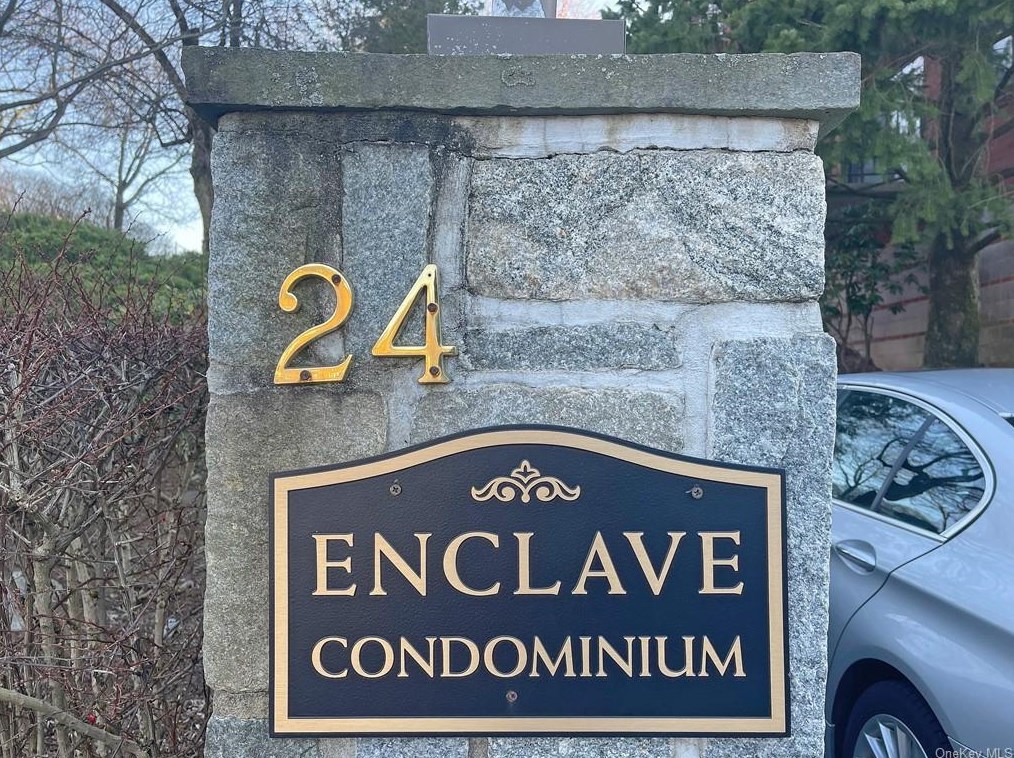 24
ENCLAVE
CONDOMINIUM
OneKey MLS